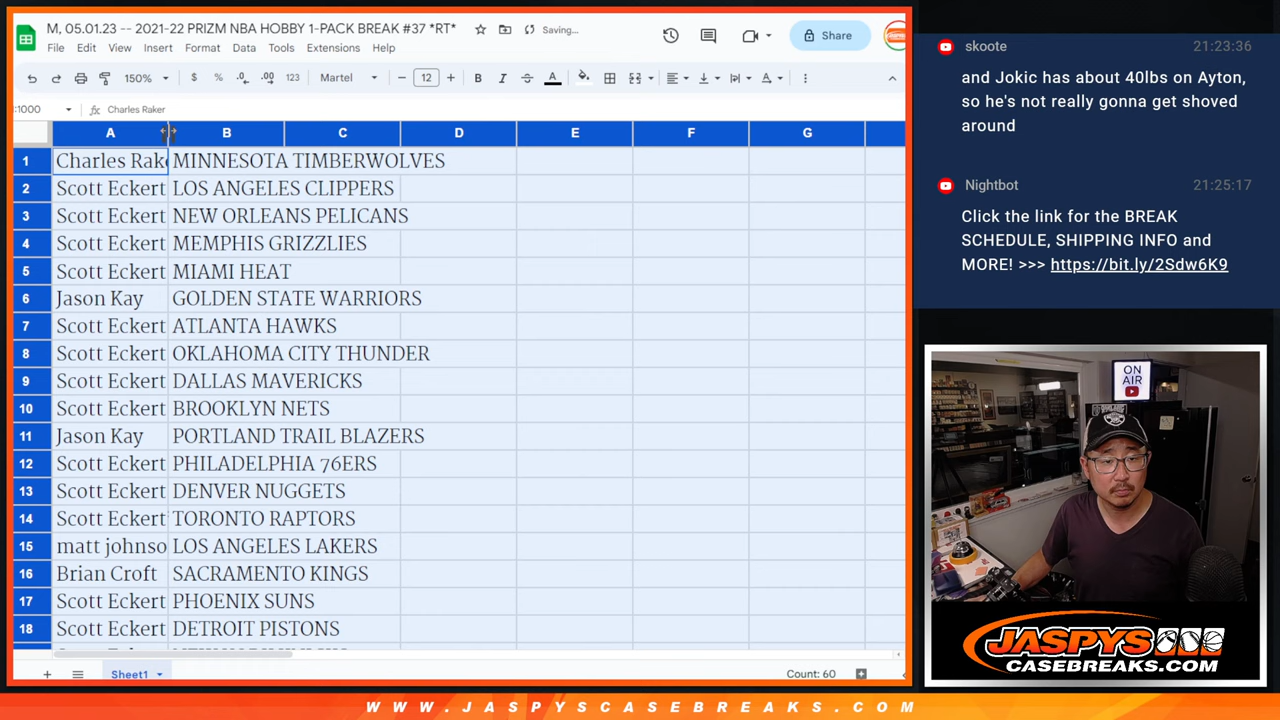 M, 05.01.23 -- 2021-22 PRIZM NBA HOBBY 1-PACK BREAK #37 *RT*
Saving...
Share
File Edit View Insert Format Data Tools Extensions Help
150% $ % .0 .00 123 Martel 12 B I A
:1000 fx Charles Raker
A B C D E F G
1 Charles Rak MINNESOTA TIMBERWOLVES
2 Scott Eckert LOS ANGELES CLIPPERS
3 Scott Eckert NEW ORLEANS PELICANS
4 Scott Eckert MEMPHIS GRIZZLIES
5 Scott Eckert MIAMI HEAT
6 Jason Kay GOLDEN STATE WARRIORS
7 Scott Eckert ATLANTA HAWKS
8 Scott Eckert OKLAHOMA CITY THUNDER
9 Scott Eckert DALLAS MAVERICKS
10 Scott Eckert BROOKLYN NETS
11 Jason Kay PORTLAND TRAIL BLAZERS
12 Scott Eckert PHILADELPHIA 76ERS
13 Scott Eckert DENVER NUGGETS
14 Scott Eckert TORONTO RAPTORS
15 matt johnso LOS ANGELES LAKERS
16 Brian Croft SACRAMENTO KINGS
17 Scott Eckert PHOENIX SUNS
18 Scott Eckert DETROIT PISTONS
Sheet1
Count: 60
skoote 21:23:36
and Jokic has about 40lbs on Ayton,
so he's not really gonna get shoved
around
Nightbot 21:25:17
Click the link for the BREAK
SCHEDULE, SHIPPING INFO and
MORE! >>> https://bit.ly/2Sdw6K9
ON
AIR
JASPYS
CASEBREAKS.COM
WWW.JASPYSCASEBREAKS.COM